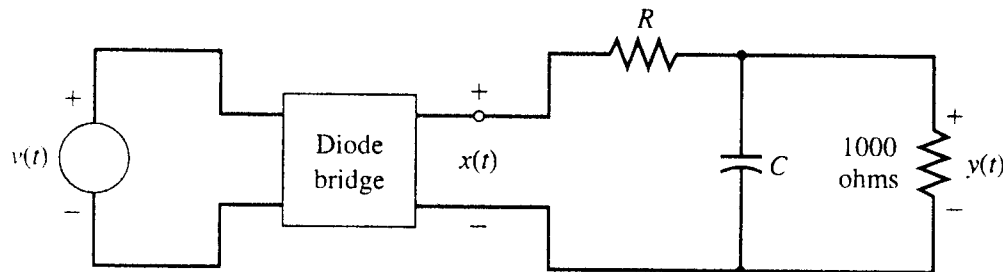 R
+
+
v(t)
Diode
bridge
x(t)
C
1000
ohms
+
y(t)
−
−
−